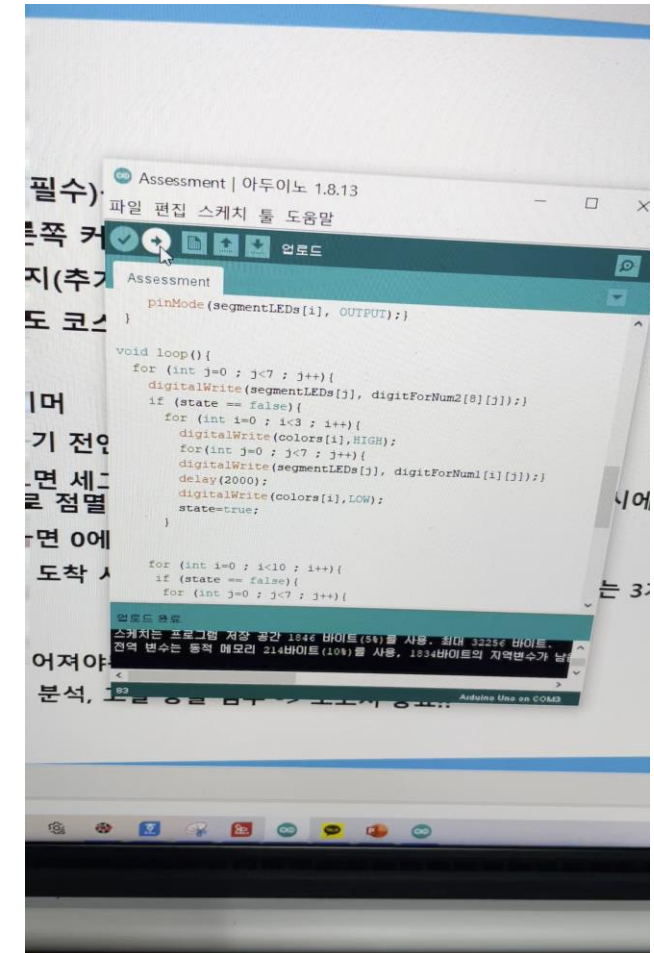 필수)
른쪽 커
지(추가
도 코스
이머
기 전인
면 세그
로 점멸
시에
면 0에
도착 시
는 3
어져야
분석,
Assessment | 아두이노 1.8.13
파일 편집 스케치 툴 도움말
업로드
Assessment
pinMode(segmentLEDs[i], OUTPUT);}
}
void loop(){
for (int j=0 ; j<7 ; j++){
digitalWrite(segmentLEDs[j], digitForNum2[8][j]);}
if (state == false){
for (int i=0 ; i<3 ; i++){
digitalWrite(colors[i],HIGH);
for(int j=0 ; j<7 ; j++){
digitalWrite(segmentLEDs[j], digitForNum1[i][j]);}
delay(2000);
digitalWrite(colors[i],LOW);
state=true;
}
for (int i=0 ; i<10 ; i++){
if (state == false){
for (int j=0 ; j<7 ; j++){
업로드 완료
스케치는 프로그램 저장 공간 1846 바이트(5%)를 사용. 최대 32256 바이트.
전역 변수는 동적 메모리 214바이트(10%)를 사용, 1834바이트의 지역변수가 남음
83
Arduino Uno on COM3